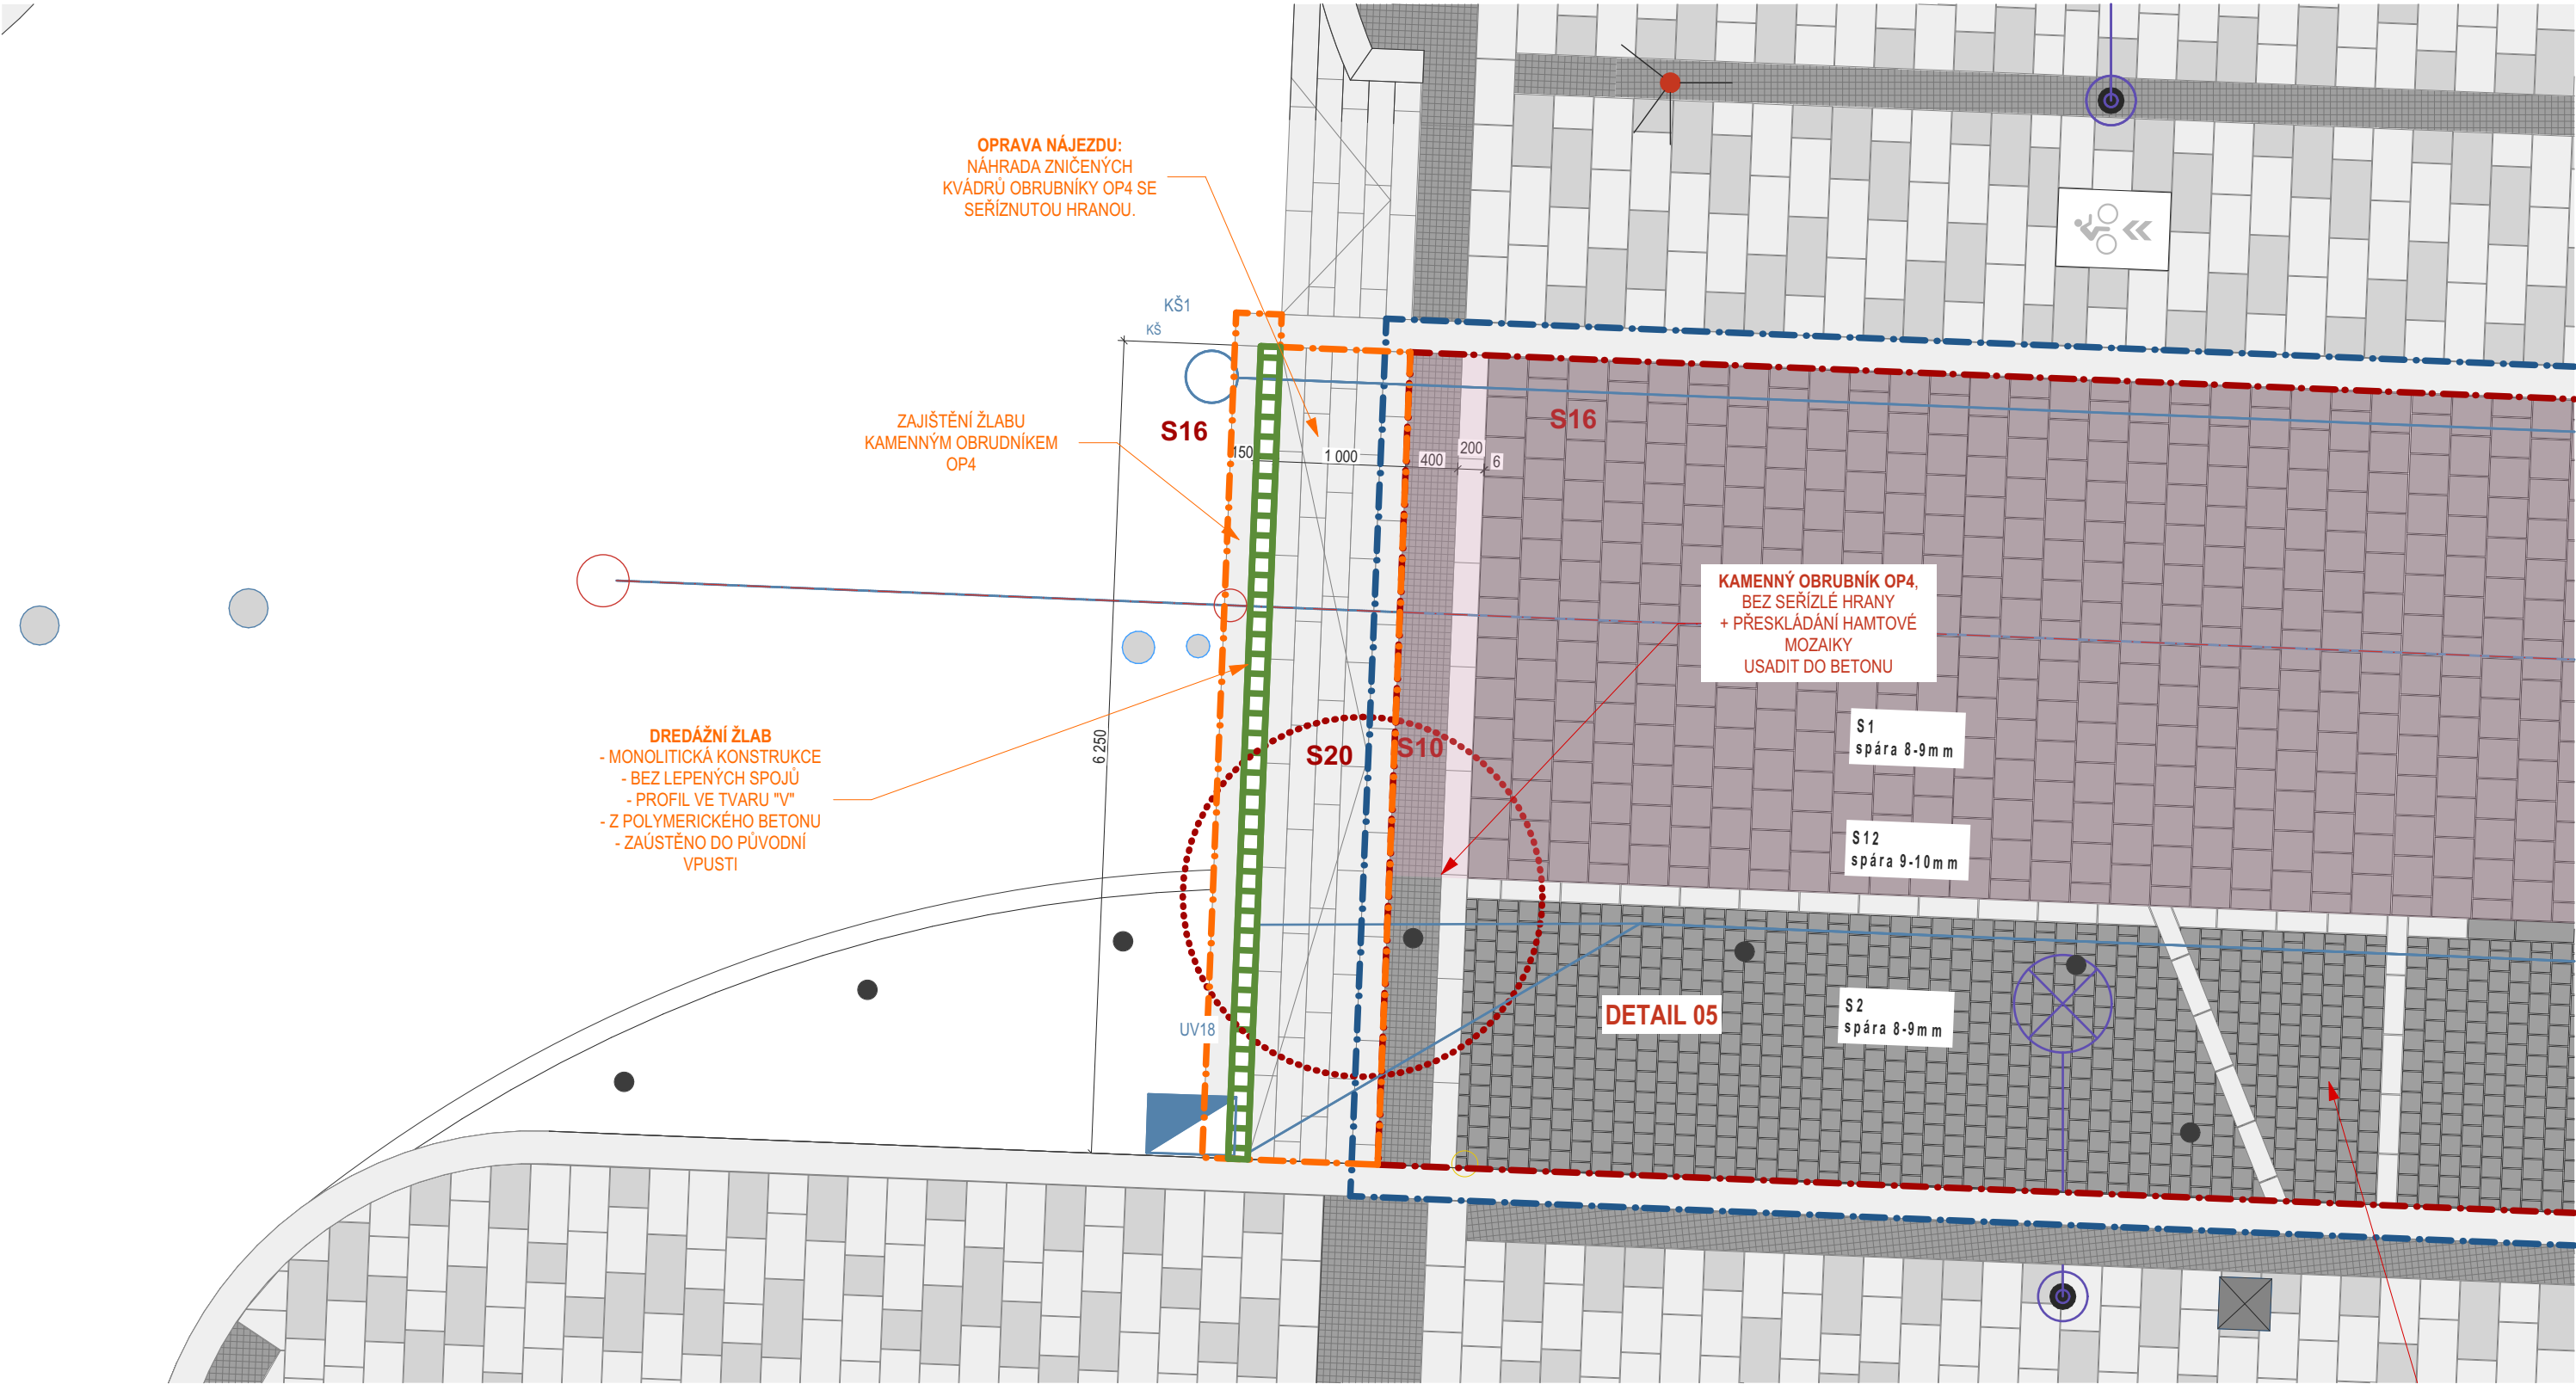 OPRAVA NÁJEZDU:
NÁHRADA ZNIČENÝCH
KVÁDRŮ OBRUBNÍKY OP4 SE
SEŘÍZNUTOU HRANOU.
KŠ1
KŠ
ZAJIŠTĚNÍ ŽLABU
KAMENNÝM OBRUDNÍKEM
OP4
S16
S16
150
1 000
400
200
6
KAMENNÝ OBRUBNÍK OP4,
BEZ SEŘÍZLÉ HRANY
+ PŘESKLÁDÁNÍ HAMTOVÉ
MOZAIKY
USADIT DO BETONU
DREDÁŽNÍ ŽLAB
- MONOLITICKÁ KONSTRUKCE
- BEZ LEPENÝCH SPOJŮ
- PROFIL VE TVARU "V"
- Z POLYMERICKÉHO BETONU
- ZAÚSTĚNO DO PŮVODNÍ
VPUSTI
6 250
S20
S10
S1
spára 8-9mm
S12
spára 9-10mm
UV18
DETAIL 05
S2
spára 8-9mm